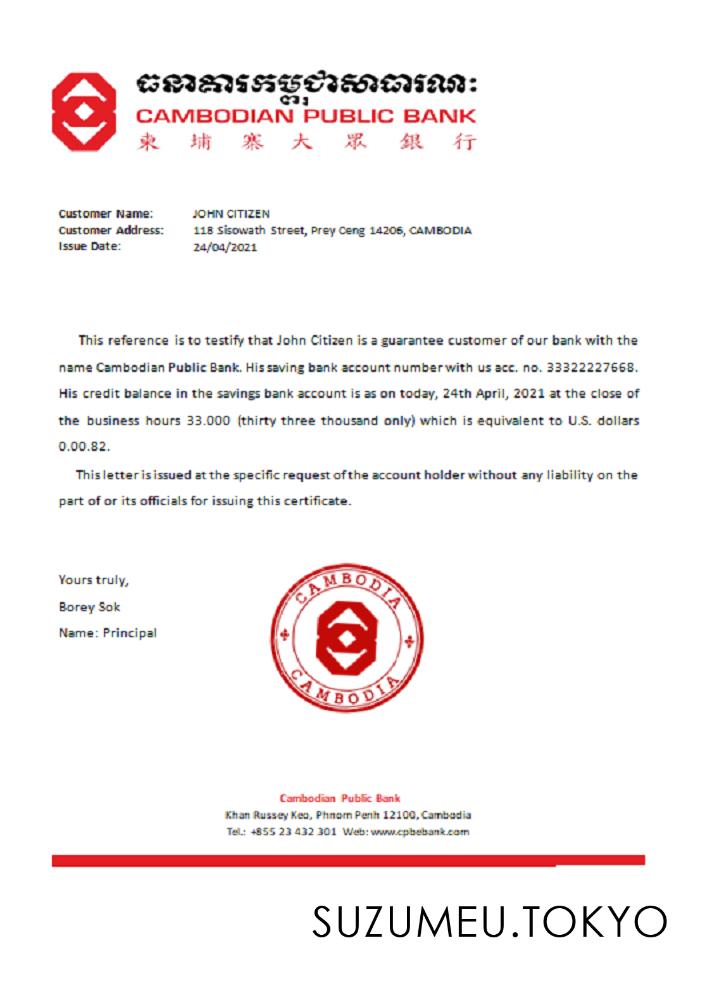 ធនាគារកម្ពុជាសាធារណៈ
CAMBODIAN PUBLIC BANK
柬埔寨大眾銀行
Customer Name: JOHN CITIZEN
Customer Address: 118 Sisowath Street, Prey Ceng 14206, CAMBODIA
Issue Date: 24/04/2021
This reference is to testify that John Citizen is a guarantee customer of our bank with the
name Cambodian Public Bank. His saving bank account number with us acc. no. 33322227668.
His credit balance in the savings bank account is as on today, 24th April, 2021 at the close of
the business hours 33.000 (thirty three thousand only) which is equivalent to U.S. dollars
0.00.82.
This letter is issued at the specific request of the account holder without any liability on the
part of or its officials for issuing this certificate.
Yours truly,
Borey Sok
Name: Principal
CAMBODIA
CAMBODIA
Cambodian Public Bank
Khan Russey Keo, Phnom Penh 12100, Cambodia
Tel.: +855 23 432 301 Web: www.cpbebank.com
SUZUMEU.TOKYO